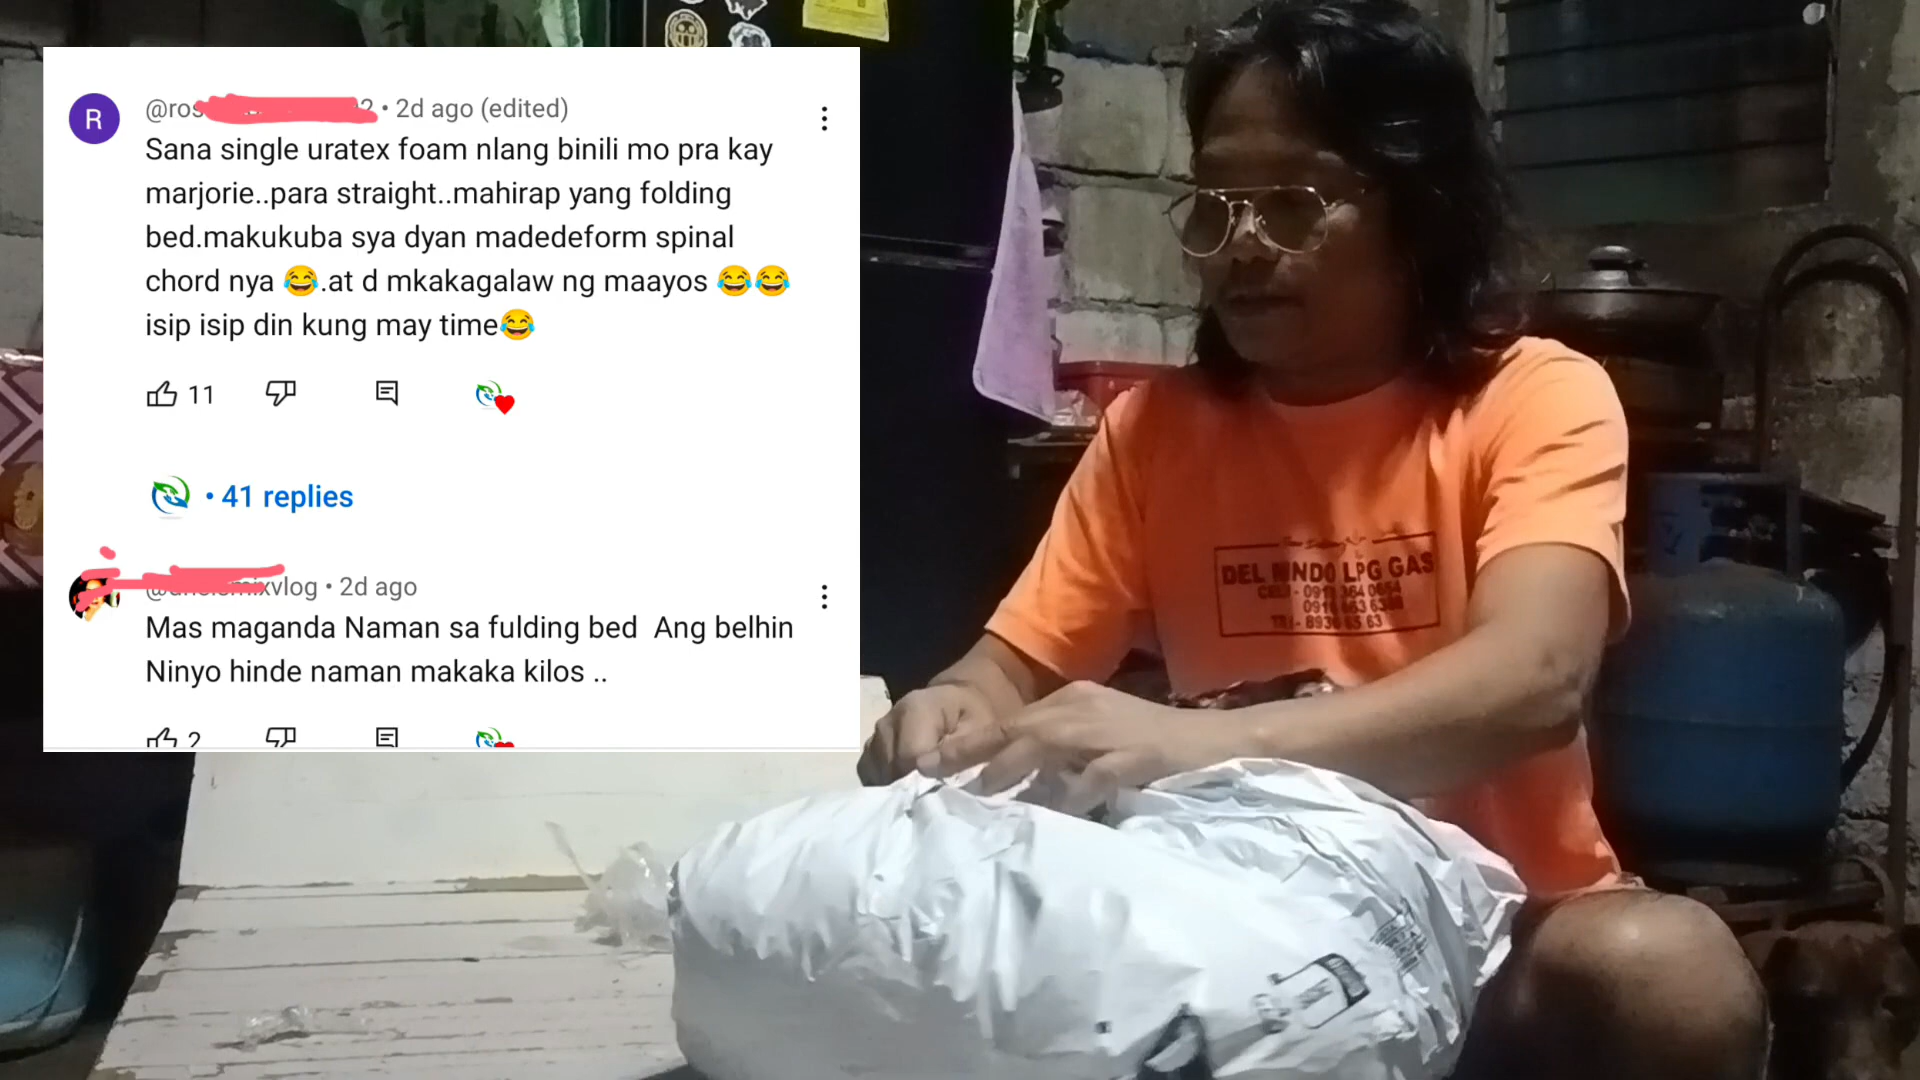 R
• 2d ago (edited)
Sana single uratex foam nlang binili mo pra kay
marjorie..para straight..mahirap yang folding
bed.makukuba sya dyan madedeform spinal
chord nya 😂.at d mkakagalaw ng maayos 😂😂
isip isip din kung may time😂
11
• 41 replies
• 2d ago
Mas maganda Naman sa fulding bed Ang belhin
Ninyo hinde naman makaka kilos ..
2
DEL LPG GAS